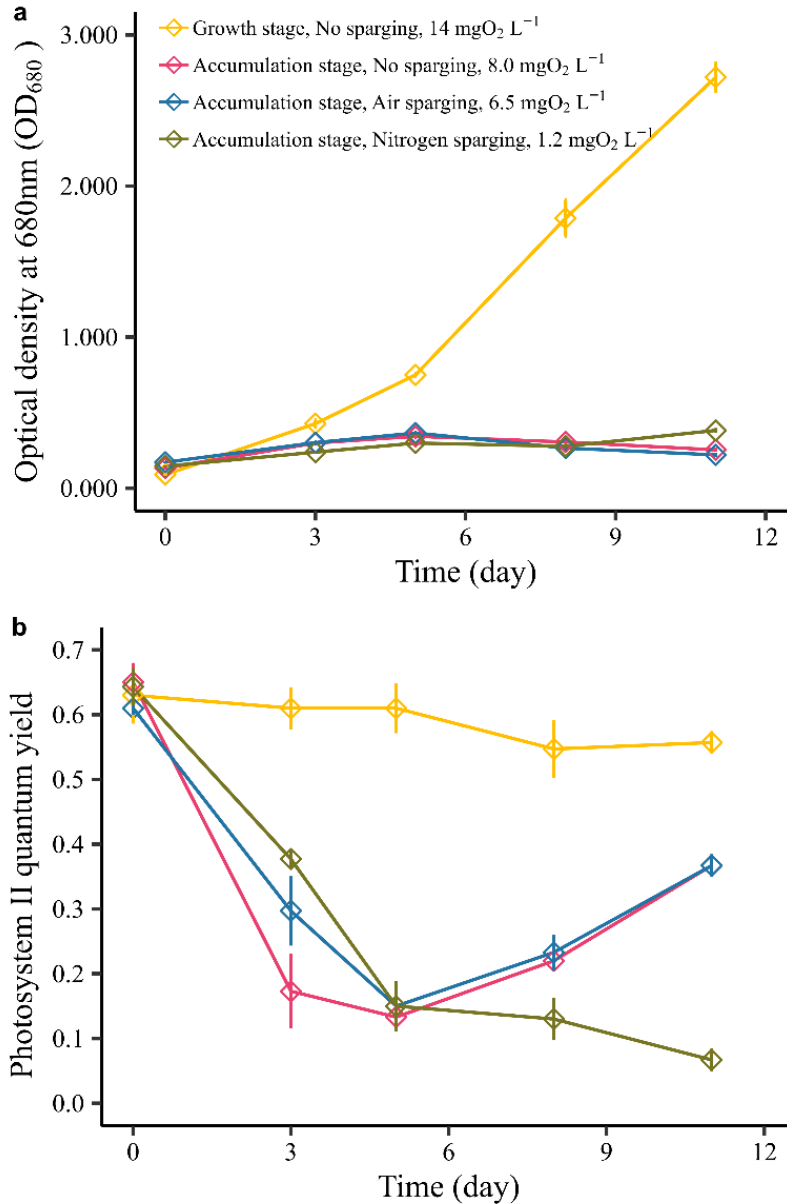 a
3.000
2.000
1.000
0.000
Optical density at 680nm (OD₆₈₀ )
Growth stage, No sparging, 14 mgO₂ L⁻¹
Accumulation stage, No sparging, 8.0 mgO₂ L⁻¹
Accumulation stage, Air sparging, 6.5 mgO₂ L⁻¹
Accumulation stage, Nitrogen sparging, 1.2 mgO₂ L⁻¹
0 3 6 9 12
Time (day)
b
0.7
0.6
0.5
0.4
0.3
0.2
0.1
0.0
Photosystem II quantum yield
0 3 6 9 12
Time (day)